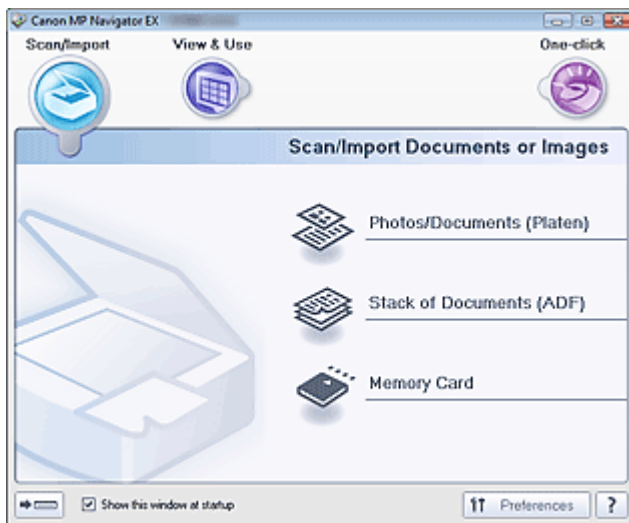 Canon MP Navigator EX
Scan/Import
View & Use
One-click
Scan/Import Documents or Images
Photos/Documents (Platen)
Stack of Documents (ADF)
Memory Card
Show this window at startup
Preferences
?